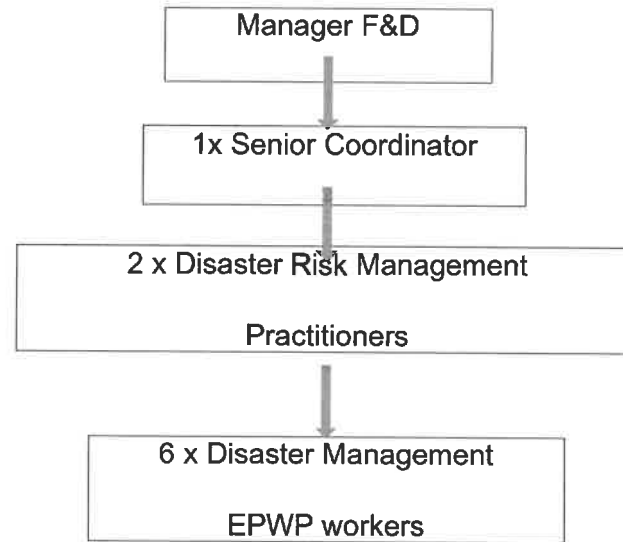 Manager F&D
1x Senior Coordinator
2 x Disaster Risk Management
Practitioners
6 x Disaster Management
EPWP workers